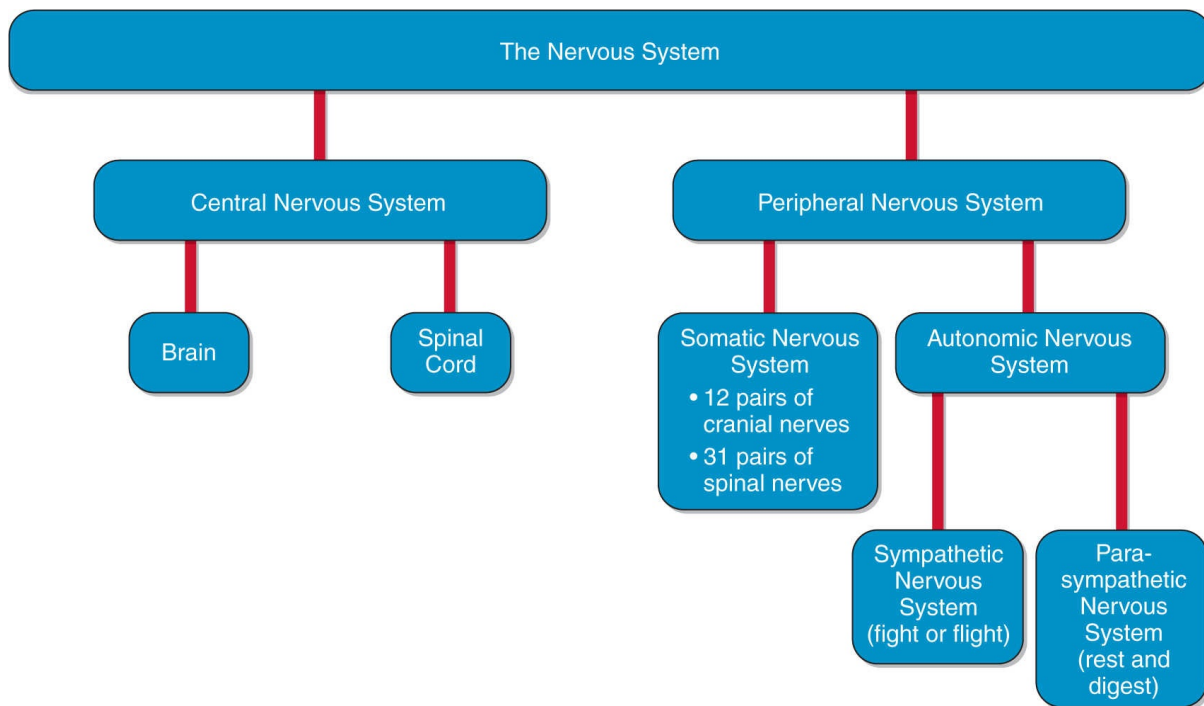 The Nervous System
Central Nervous System
Peripheral Nervous System
Brain
Spinal
Cord
Somatic Nervous
System
• 12 pairs of
cranial nerves
• 31 pairs of
spinal nerves
Autonomic Nervous
System
Sympathetic
Nervous
System
(fight or flight)
Para-
sympathetic
Nervous
System
(rest and
digest)